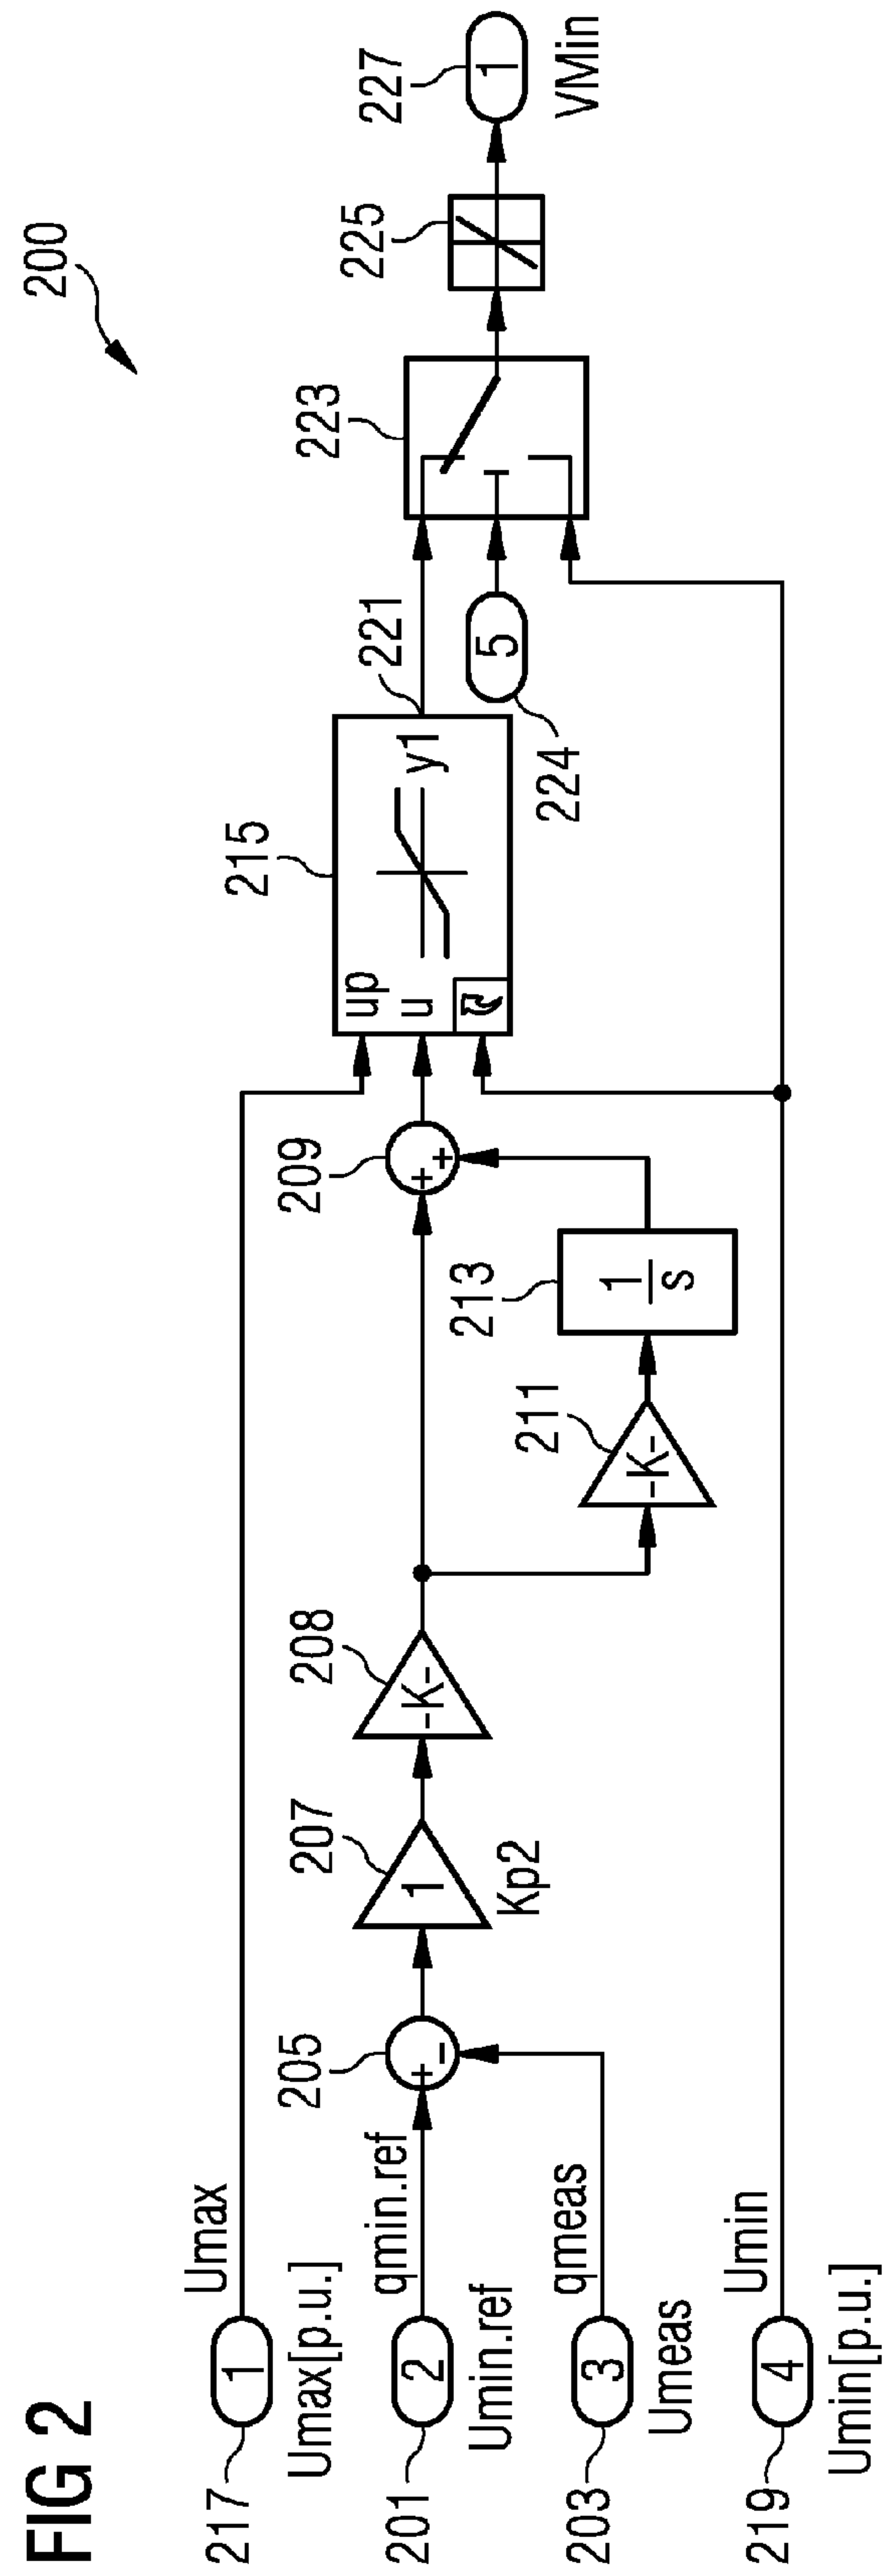 FIG 2
200
217
1
Umax
Umax[p.u.]
201
2
qmin.ref
Umin.ref
203
3
qmeas
Umeas
219
4
Umin
Umin[p.u.]
205
+
-
207
1
Kp2
208
-K-
211
-K-
213
1
s
209
+
+
215
up
u
y1
221
224
5
223
225
227
1
VMin